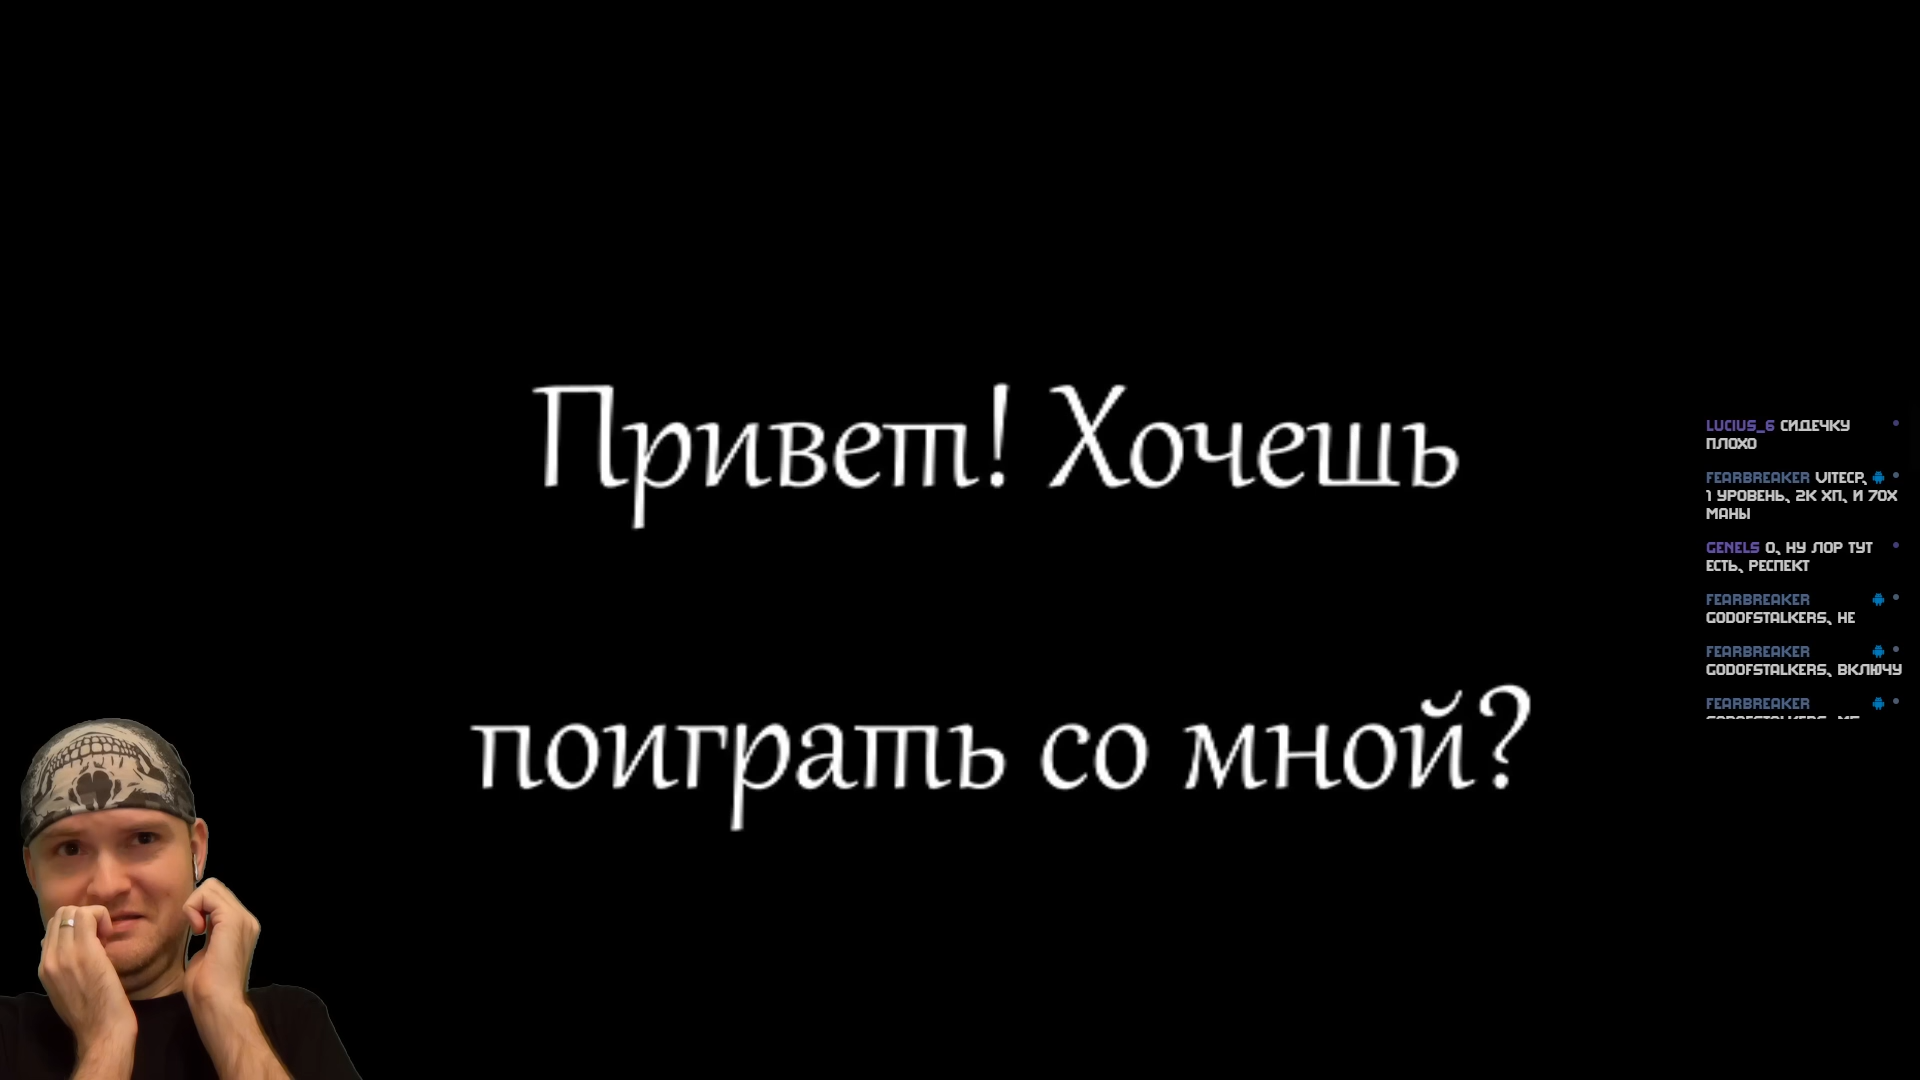 Привет! Хочешь
поиграть со мной?
LUCIUS_6 СИДЕЧКУ
ПЛОХО
FEARBREAKER VITECP,
1 УРОВЕНЬ, 2К ХП, И 70Х
МАНЫ
GENELS О, НУ ЛОР ТУТ
ЕСТЬ, РЕСПЕКТ
FEARBREAKER
GODOFSTALKERS, НЕ
FEARBREAKER
GODOFSTALKERS, ВКЛЮЧУ
FEARBREAKER